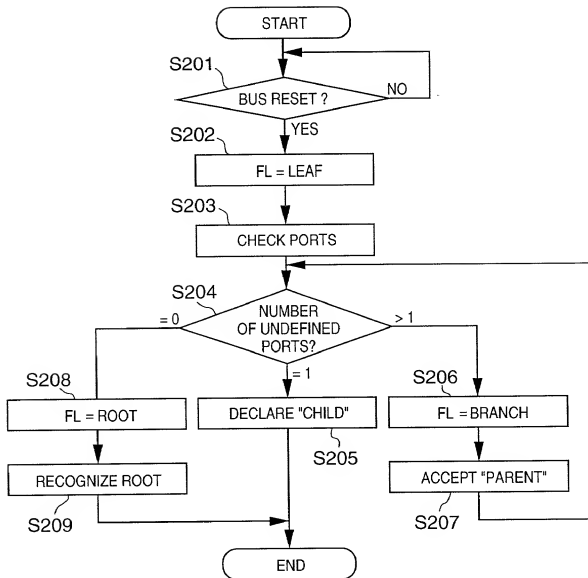 START
S201
BUS RESET ?
NO
YES
S202
FL = LEAF
S203
CHECK PORTS
S204
NUMBER
OF UNDEFINED
PORTS?
= 0
> 1
= 1
S208
FL = ROOT
DECLARE "CHILD"
S205
S206
FL = BRANCH
RECOGNIZE ROOT
S209
ACCEPT "PARENT"
S207
END